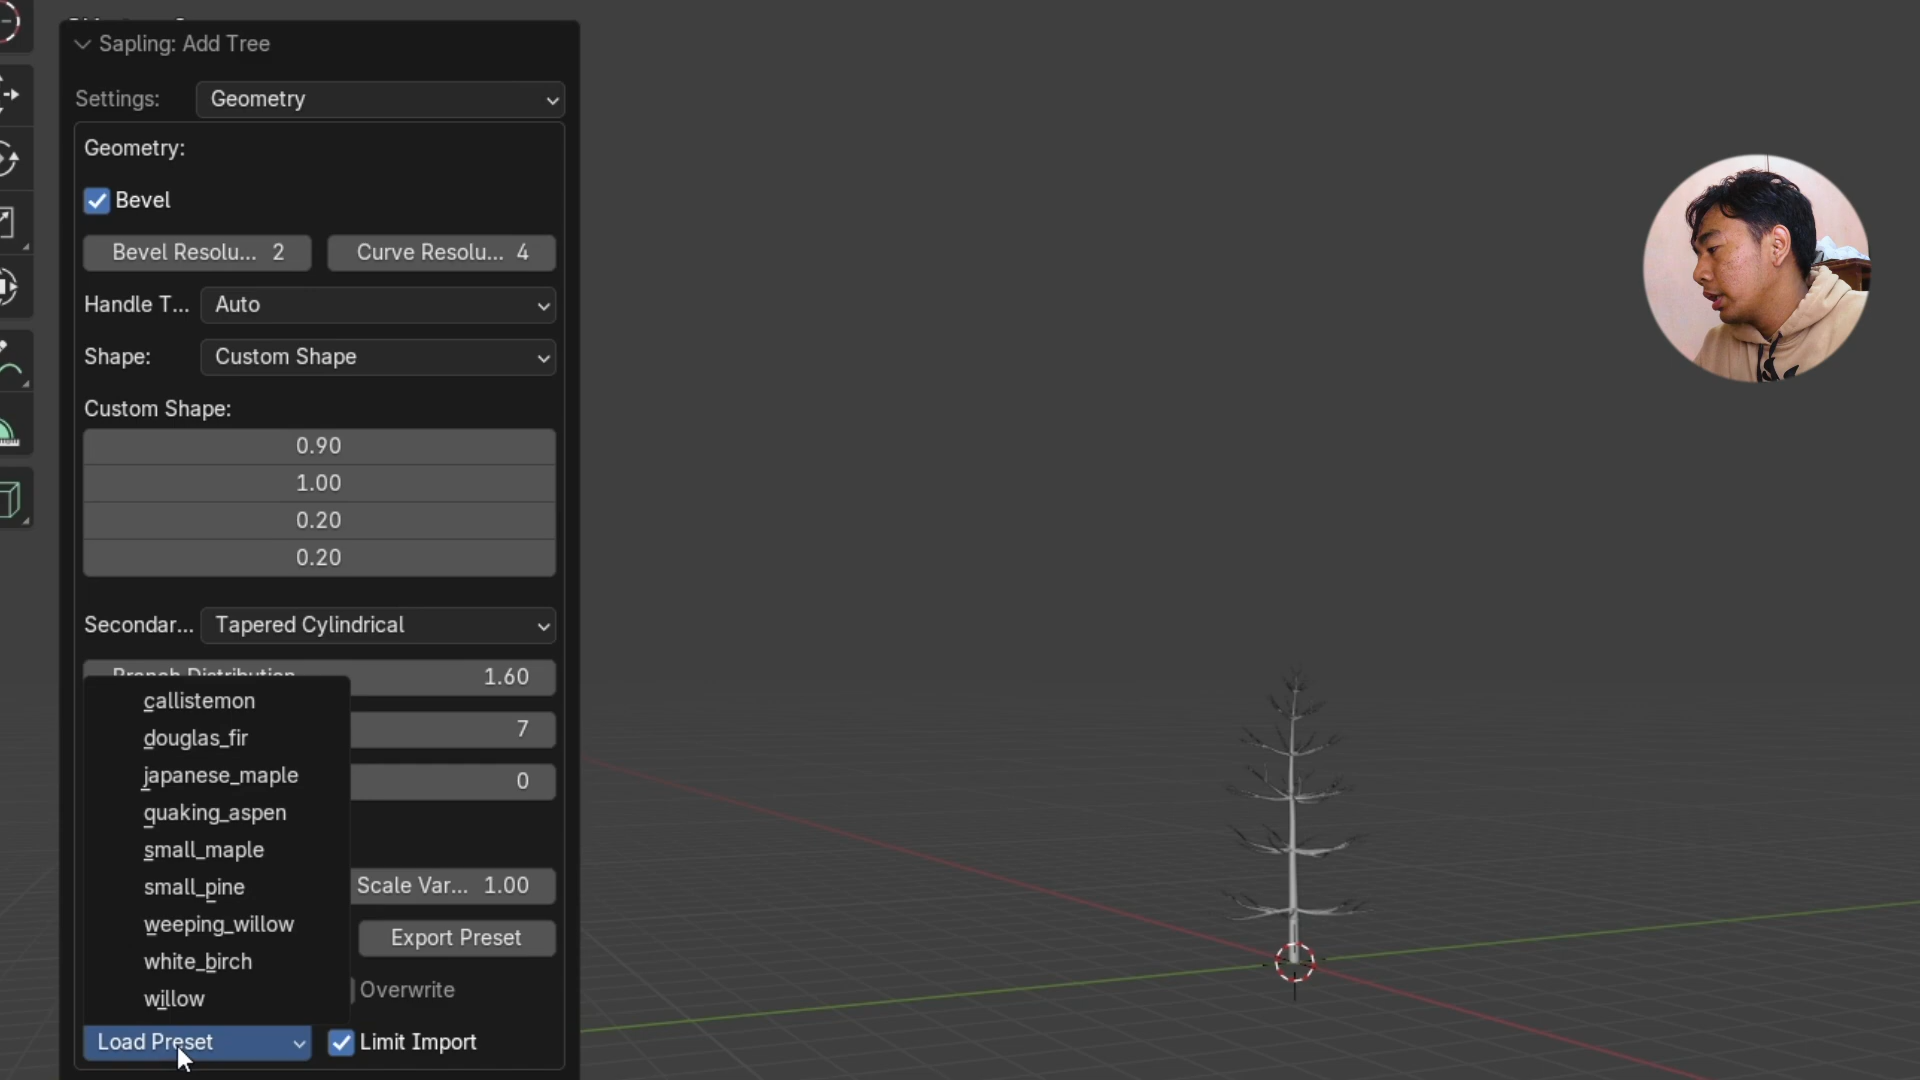 Sapling: Add Tree
Settings: Geometry
Geometry:
Bevel
Bevel Resolu... 2 Curve Resolu... 4
Handle T... Auto
Shape: Custom Shape
Custom Shape:
0.90
1.00
0.20
0.20
Secondar... Tapered Cylindrical
Branch Distribution 1.60
callistemon
7
douglas_fir
japanese_maple
0
quaking_aspen
small_maple
small_pine
Scale Var... 1.00
weeping_willow
Export Preset
white_birch
willow
Overwrite
Load Preset
Limit Import